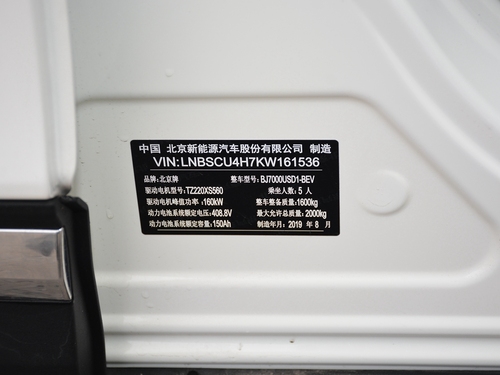 中国 北京新能源汽车股份有限公司 制造
VIN:LNBSCU4H7KW161536
品牌:北京牌 整车型号:BJ7000USD1-BEV
驱动电机型号:TZ220XS560 乘坐人数:5 人
驱动电机峰值功率:160kW 整车整备质量:1600kg
动力电池系统额定电压:408.8V 最大允许总质量:2000kg
动力电池系统额定容量:150Ah 制造年月:2019 年 8 月